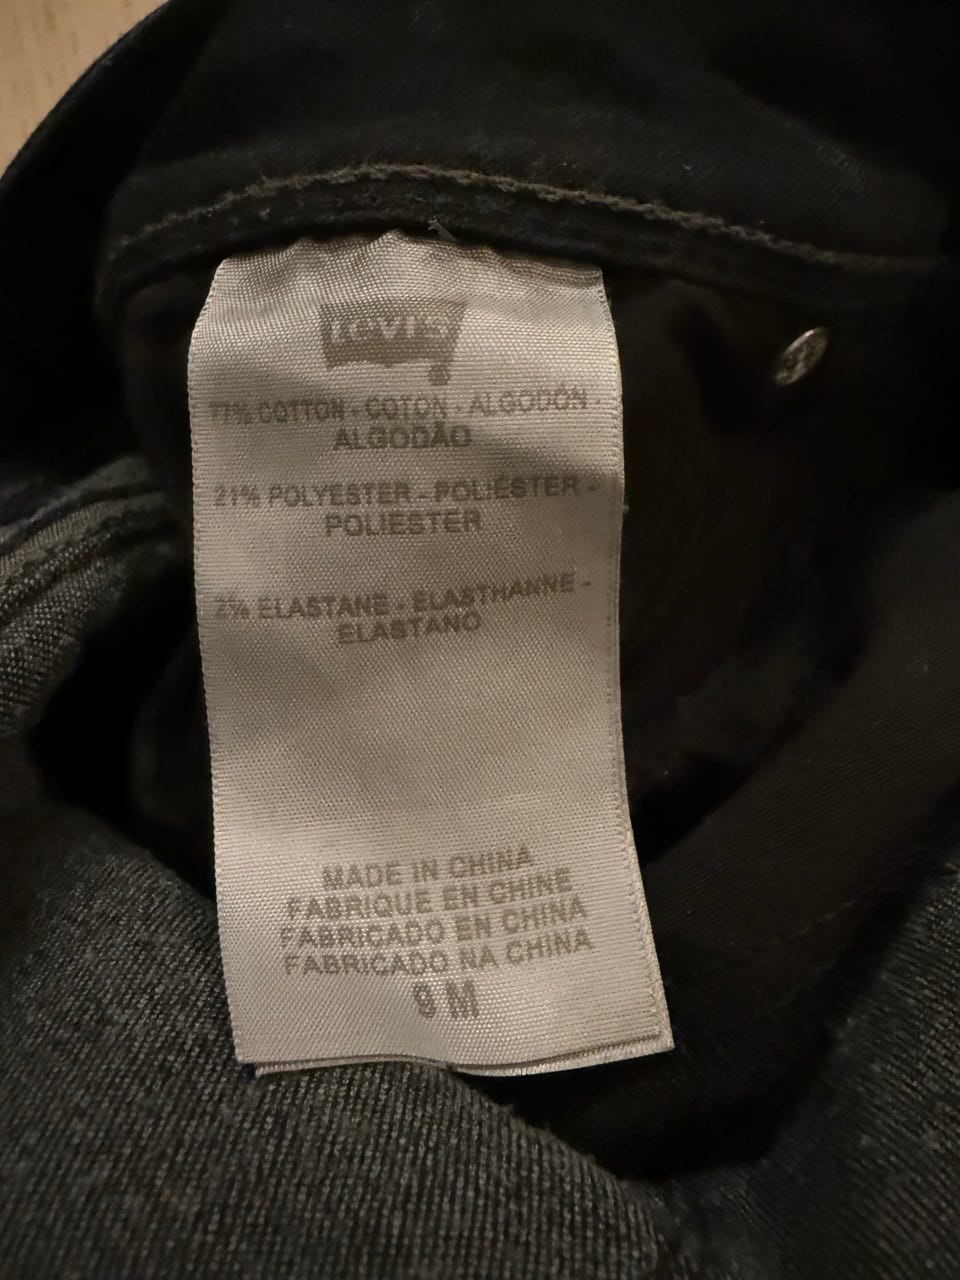 Levi's
77% COTTON - COTON - ALGODÓN -
ALGODÃO
21% POLYESTER - POLIÉSTER -
POLIESTER
2% ELASTANE - ELASTHANNE -
ELASTANO
MADE IN CHINA
FABRIQUE EN CHINE
FABRICADO EN CHINA
FABRICADO NA CHINA
9 M